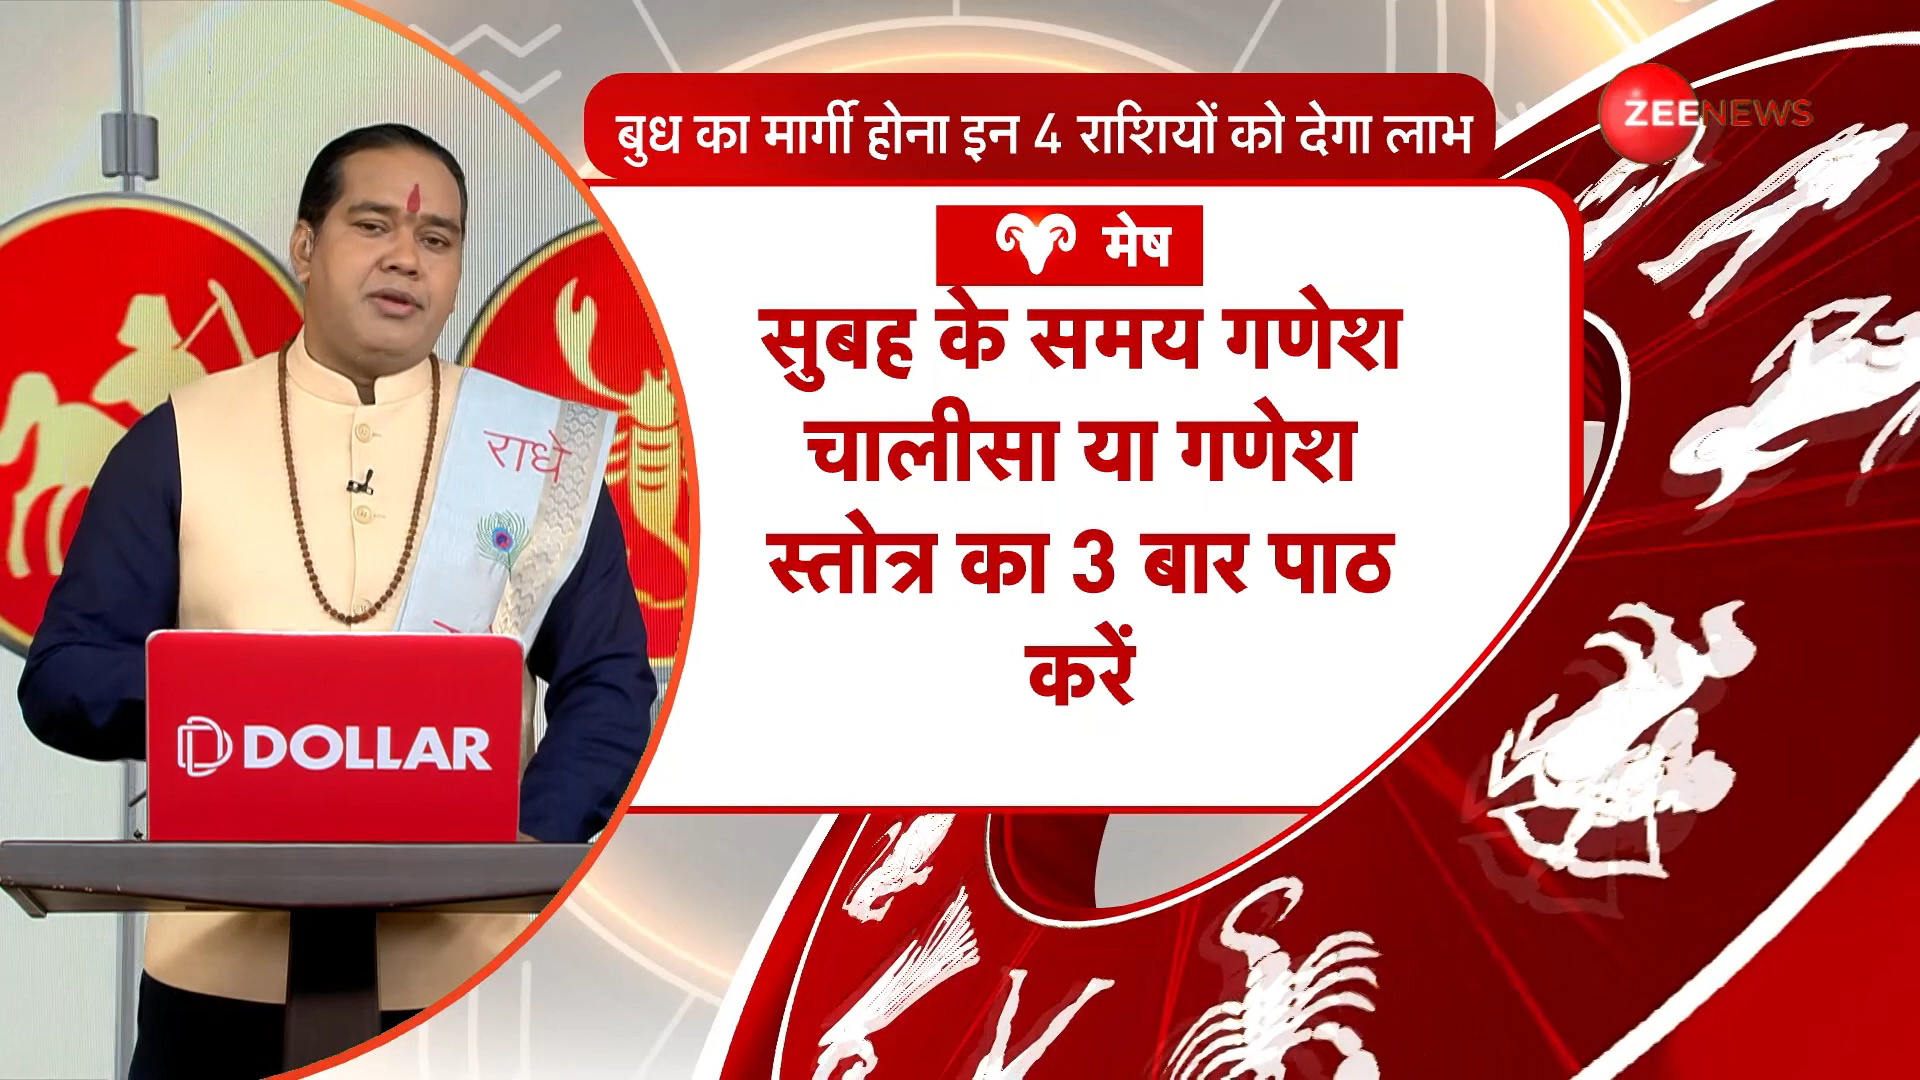 बुध का मार्गी होना इन 4 राशियों को देगा लाभ
ZEENEWS
मेष
सुबह के समय गणेश
चालीसा या गणेश
स्तोत्र का 3 बार पाठ
करें
राधे
DOLLAR